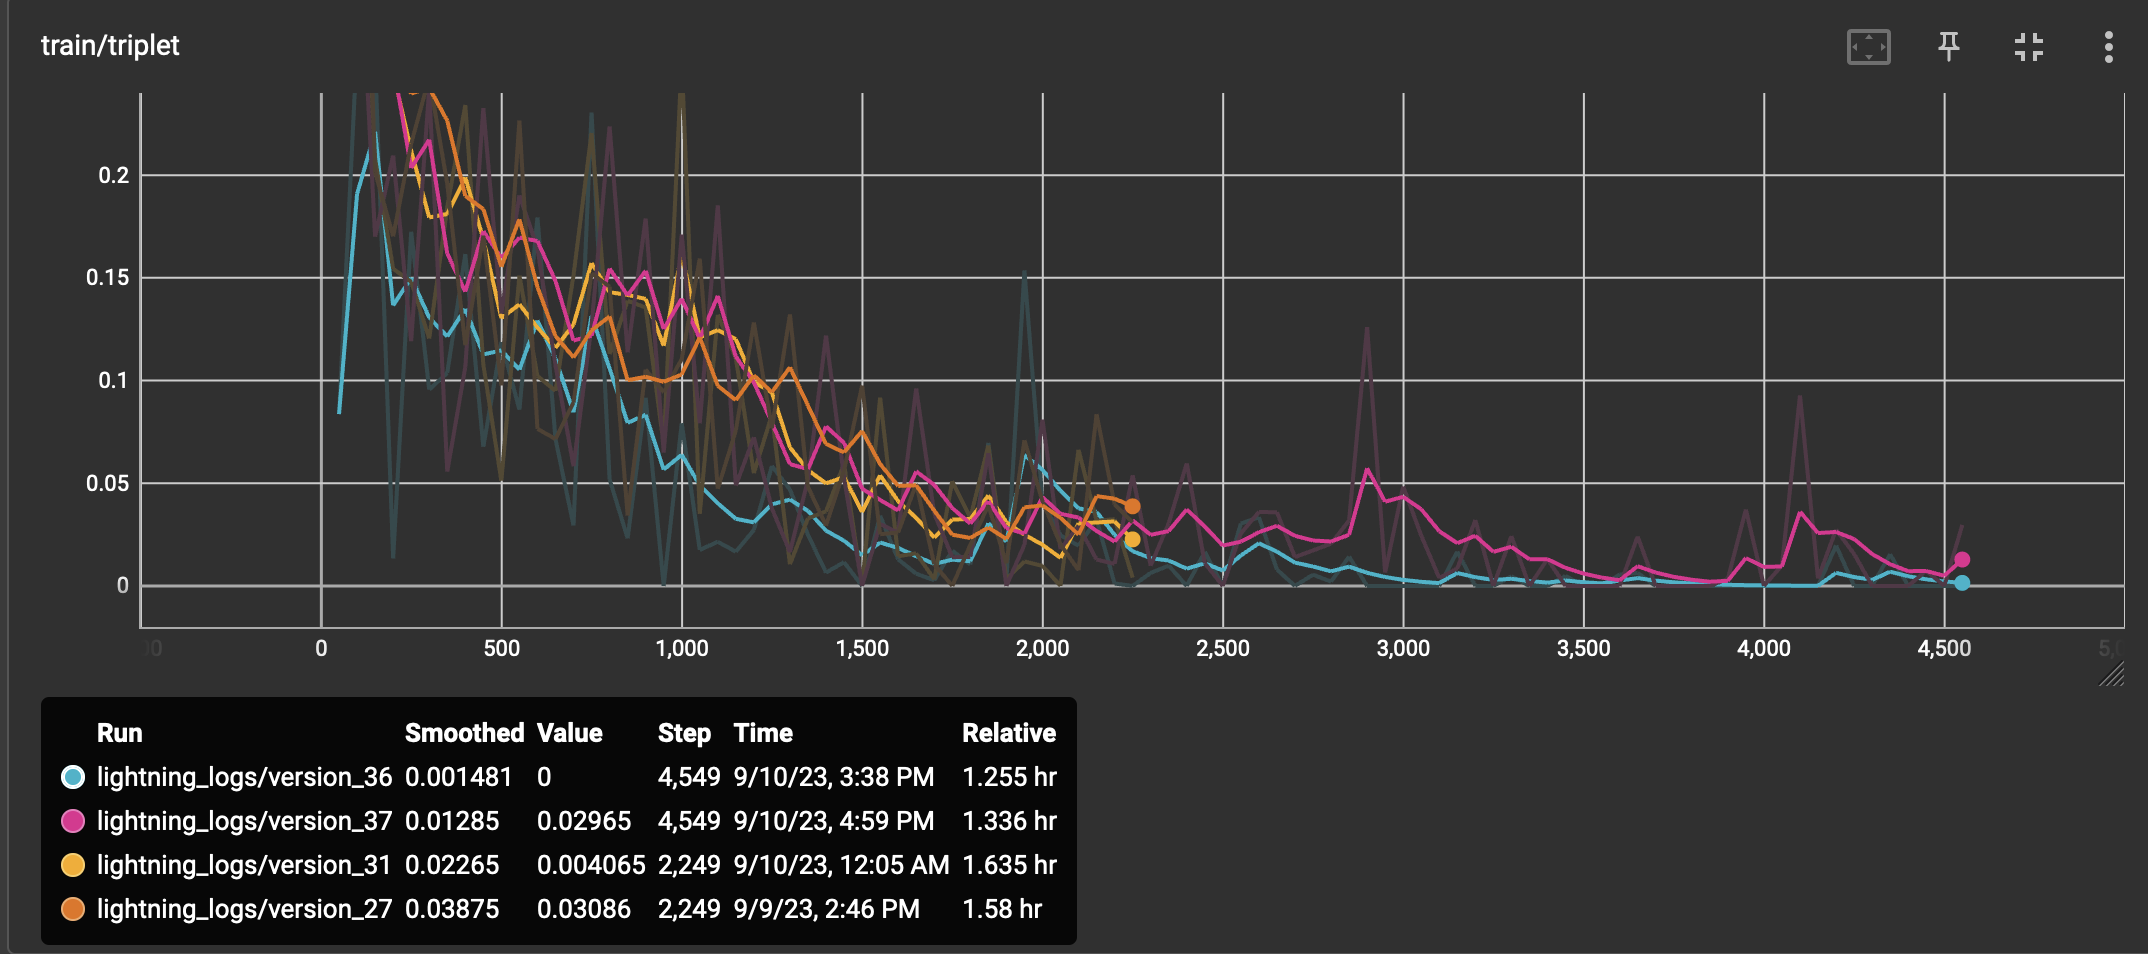 train/triplet
0.2
0.15
0.1
0.05
0
0 500 1,000 1,500 2,000 2,500 3,000 3,500 4,000 4,500
Run Smoothed Value Step Time Relative
lightning_logs/version_36 0.001481 0 4,549 9/10/23, 3:38 PM 1.255 hr
lightning_logs/version_37 0.01285 0.02965 4,549 9/10/23, 4:59 PM 1.336 hr
lightning_logs/version_31 0.02265 0.004065 2,249 9/10/23, 12:05 AM 1.635 hr
lightning_logs/version_27 0.03875 0.03086 2,249 9/9/23, 2:46 PM 1.58 hr